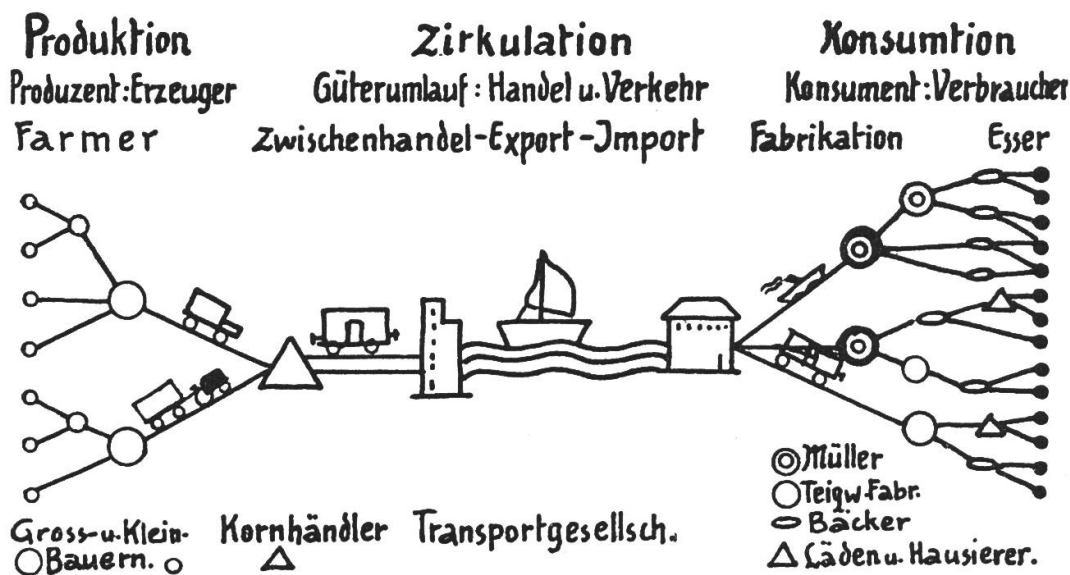 Produktion
Produzent:Erzeuger
Farmer
Zirkulation
Güterumlauf: Handel u. Verkehr
Zwischenhandel-Export-Import
Konsumtion
Konsument:Verbraucher
Fabrikation
Esser
Gross-u.Klein-
Bauern.
Kornhändler
Transportgesellsch.
Müller
Teigw.Fabr.
Bäcker
Läden u. Hausierer.